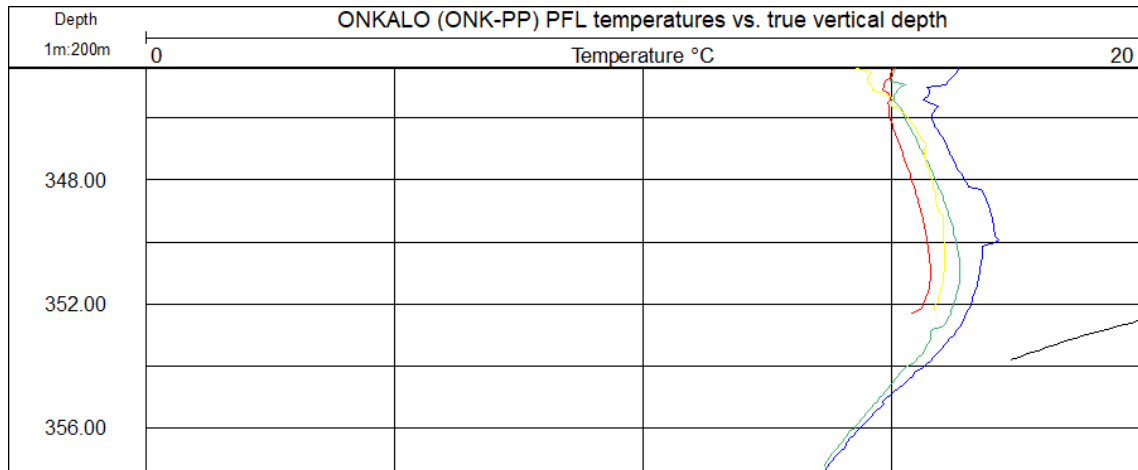 Depth
1m:200m
ONKALO (ONK-PP) PFL temperatures vs. true vertical depth
0 Temperature °C 20
348.00
352.00
356.00